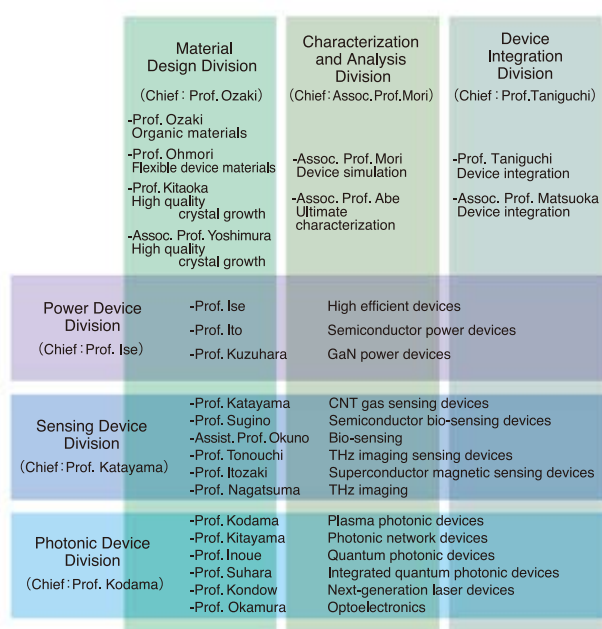 Material
Design Division
(Chief : Prof. Ozaki)
-Prof. Ozaki
Organic materials
-Prof. Ohmori
Flexible device materials
-Prof. Kitaoka
High quality
crystal growth
-Assoc. Prof. Yoshimura
High quality
crystal growth
Characterization
and Analysis
Division
(Chief : Assoc.Prof.Mori)
-Assoc. Prof. Mori
Device simulation
-Assoc. Prof. Abe
Ultimate
characterization
Device
Integration
Division
(Chief : Prof.Taniguchi)
-Prof. Taniguchi
Device integration
-Assoc. Prof. Matsuoka
Device integration
Power Device
Division
(Chief : Prof. Ise)
-Prof. Ise High efficient devices
-Prof. Ito Semiconductor power devices
-Prof. Kuzuhara GaN power devices
Sensing Device
Division
(Chief : Prof. Katayama)
-Prof. Katayama CNT gas sensing devices
-Prof. Sugino Semiconductor bio-sensing devices
-Assist. Prof. Okuno Bio-sensing
-Prof. Tonouchi THz imaging sensing devices
-Prof. Itozaki Superconductor magnetic sensing devices
-Prof. Nagatsuma THz imaging
Photonic Device
Division
(Chief : Prof. Kodama)
-Prof. Kodama Plasma photonic devices
-Prof. Kitayama Photonic network devices
-Prof. Inoue Quantum photonic devices
-Prof. Suhara Integrated quantum photonic devices
-Prof. Kondow Next-generation laser devices
-Prof. Okamura Optoelectronics